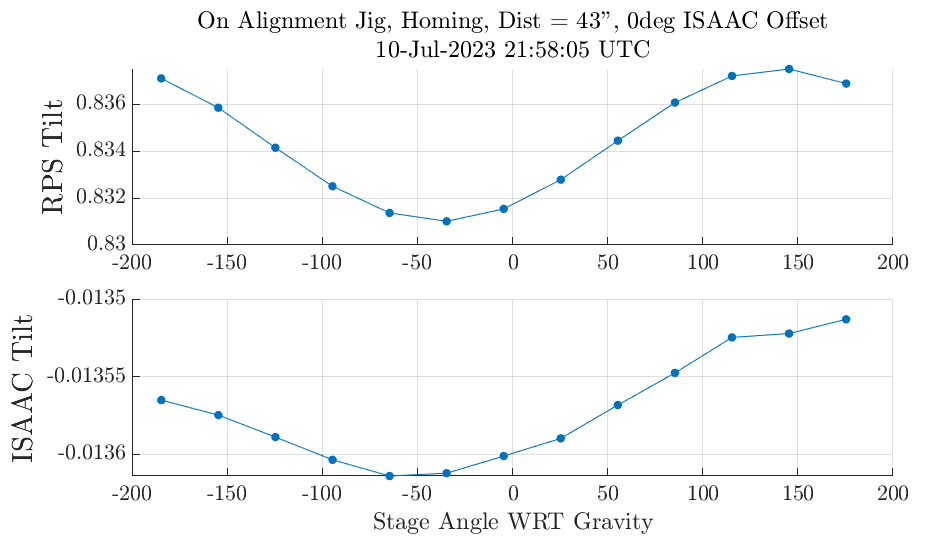 On Alignment Jig, Homing, Dist = 43", 0deg ISAAC Offset
10-Jul-2023 21:58:05 UTC
RPS Tilt
0.836
0.834
0.832
0.83
-200 -150 -100 -50 0 50 100 150 200
ISAAC Tilt
-0.0135
-0.01355
-0.0136
-200 -150 -100 -50 0 50 100 150 200
Stage Angle WRT Gravity